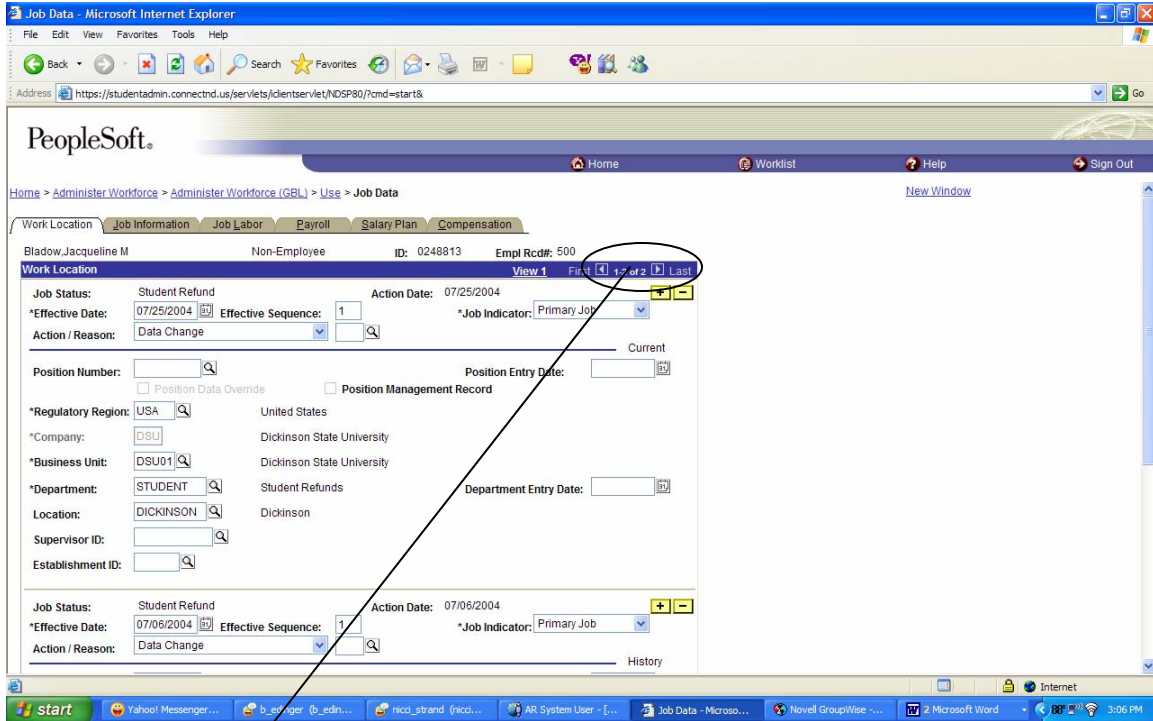 Job Data - Microsoft Internet Explorer
File Edit View Favorites Tools Help
Back Search Favorites
Address https://studentadmin.connectnd.us/servlets/iclientservlet/NDSP80/?cmd=start& Go
PeopleSoft.
Home Worklist Help Sign Out
Home > Administer Workforce > Administer Workforce (GBL) > Use > Job Data New Window
Work Location Job Information Job Labor Payroll Salary Plan Compensation
Bladow,Jacqueline M Non-Employee ID: 0248813 Empl Rcd#: 500
Work Location View 1 First 1-2 of 2 Last
Job Status: Student Refund Action Date: 07/25/2004 + -
*Effective Date: 07/25/2004 Effective Sequence: 1 *Job Indicator: Primary Job
Action / Reason: Data Change
Current
Position Number: Position Entry Date:
Position Data Override Position Management Record
*Regulatory Region: USA United States
*Company: DSU Dickinson State University
*Business Unit: DSU01 Dickinson State University
*Department: STUDENT Student Refunds Department Entry Date:
Location: DICKINSON Dickinson
Supervisor ID:
Establishment ID:
Job Status: Student Refund Action Date: 07/06/2004 + -
*Effective Date: 07/06/2004 Effective Sequence: 1 *Job Indicator: Primary Job
Action / Reason: Data Change
History
Internet
start Yahoo! Messenger... b_edinger (b_edin... nicci_strand (nicci... AR System User - [... Job Data - Microso... Novell GroupWise -... 2 Microsoft Word 3:06 PM